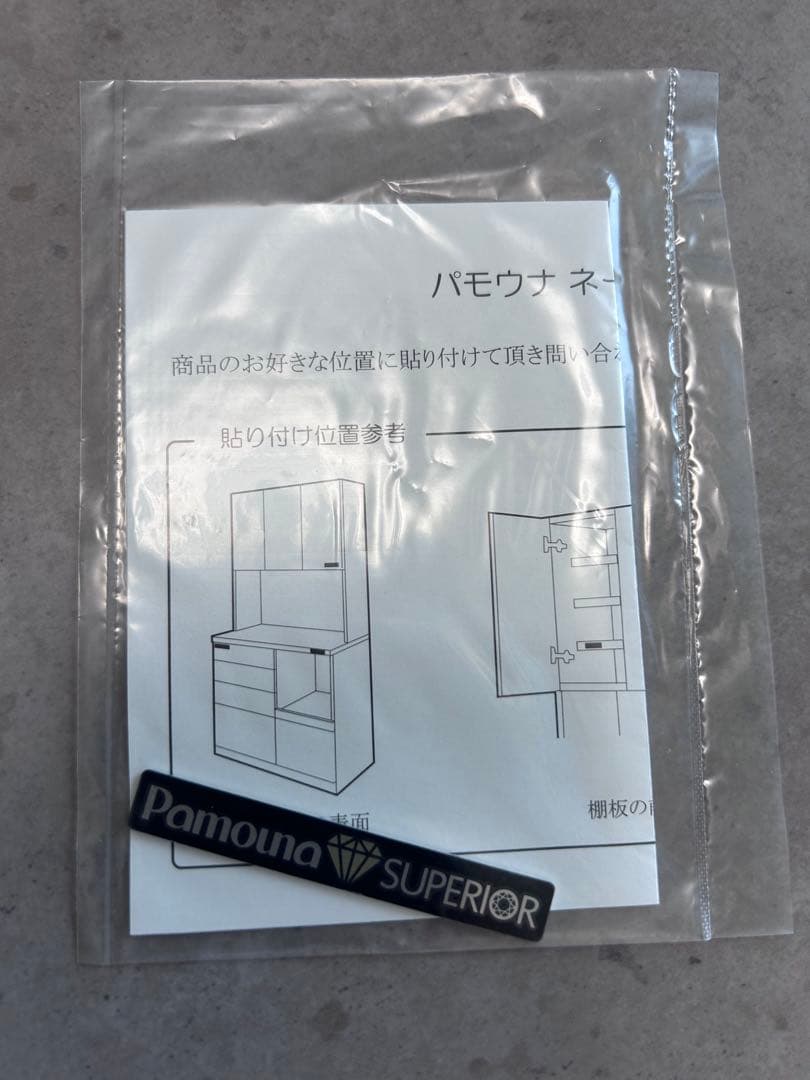 パモウナ ネー
商品のお好きな位置に貼り付けて頂き問い合
貼り付け位置参考
表面
棚板の
Pamouna SUPERIOR